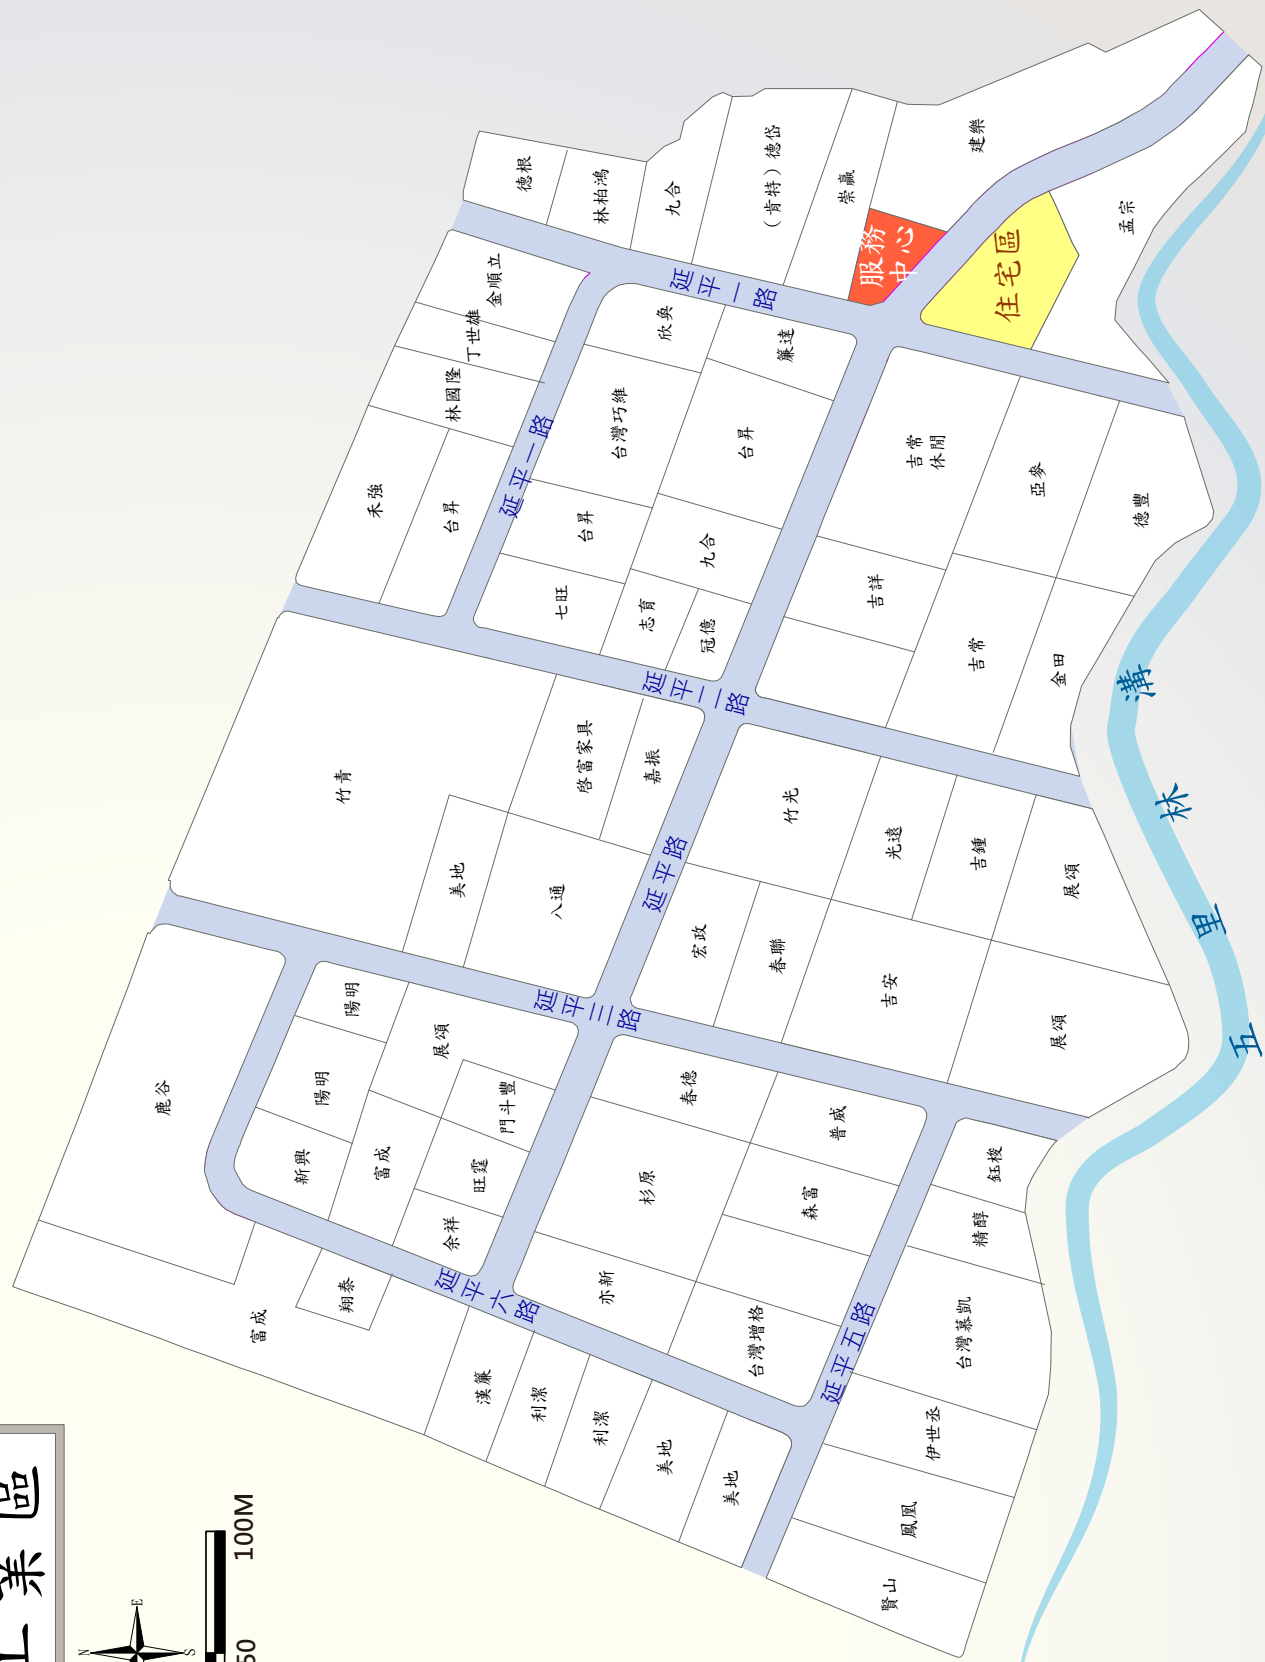 德根
林柏鴻
九合
（肯特）德岱
崇贏
建樂
服務
中心
住宅區
孟宗
延平一路
金順立
丁世雄
林國隆
禾強
台昇
延平一路
欣奐
簾達
台灣巧維
台昇
台昇
九合
七旺
志育
冠億
吉常
休閒
亞麥
德豐
吉詳
吉常
金田
延平二路
竹青
啓富家具
嘉振
美地
八通
延平路
竹光
光遠
吉鍾
展頌
宏政
春聯
吉安
展頌
延平三路
鹿谷
陽明
展頌
陽明
門斗豐
新興
富成
旺霆
余祥
春德
普威
杉原
森富
亦新
台灣增格
鈺梭
精醇
台灣慕凱
伊世丞
鳳凰
賢山
延平五路
延平六路
富成
翔泰
漢簾
利潔
利潔
美地
美地
五里林溝
工業區
N
E
S
50
100M